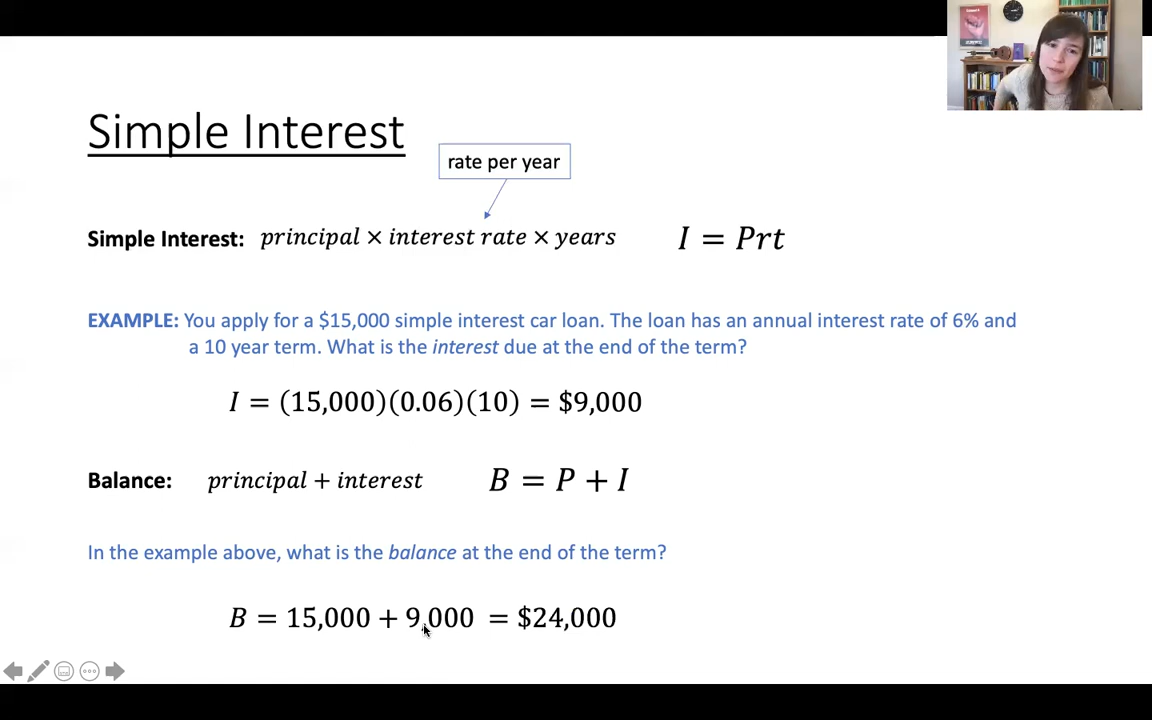 Simple Interest
rate per year
Simple Interest: principal × interest rate × years I = Prt
EXAMPLE: You apply for a $15,000 simple interest car loan. The loan has an annual interest rate of 6% and
a 10 year term. What is the interest due at the end of the term?
I = (15,000)(0.06)(10) = $9,000
Balance: principal + interest B = P + I
In the example above, what is the balance at the end of the term?
B = 15,000 + 9,000 = $24,000